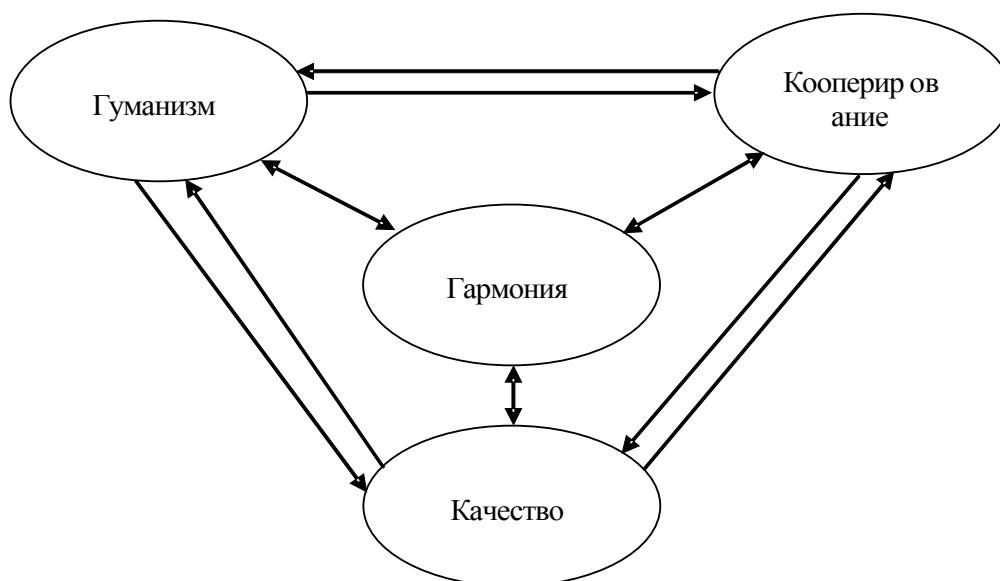 Гуманизм
Кооперир ов
ание
Гармония
Качество